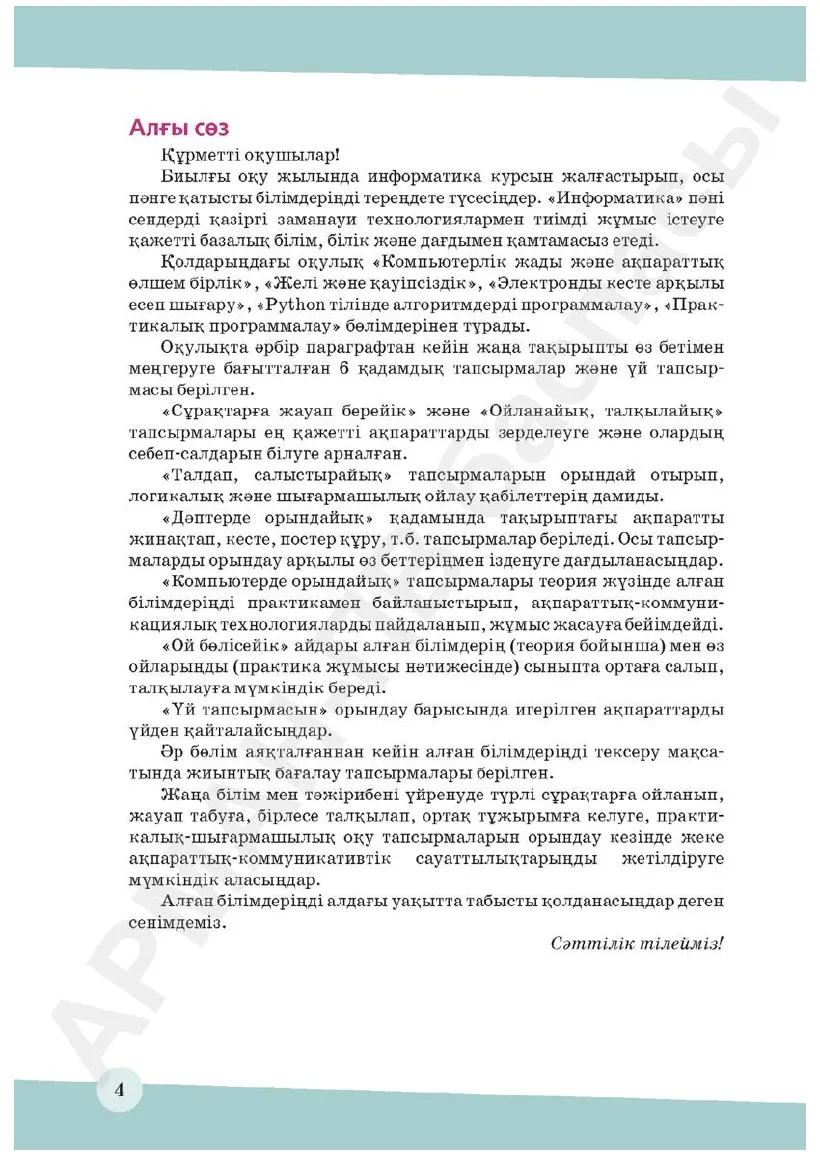 Алғы сөз
Құрметті оқушылар!
Биылғы оқу жылында информатика курсын жалғастырып, осы
пәнге қатысты білімдеріңді тереңдете түсесіңдер. «Информатика» пәні
сендерді қазіргі заманауи технологиялармен тиімді жұмыс істеуге
қажетті базалық білім, білік және дағдымен қамтамасыз етеді.
Қолдарыңдағы оқулық «Компьютерлік жады және ақпараттық
өлшем бірлік», «Желі және қауіпсіздік», «Электронды кесте арқылы
есеп шығару», «Python тілінде алгоритмдерді программалау», «Прак-
тикалық программалау» бөлімдерінен тұрады.
Оқулықта әрбір параграфтан кейін жаңа тақырыпты өз бетімен
меңгеруге бағытталған 6 қадамдық тапсырмалар және үй тапсыр-
масы берілген.
«Сұрақтарға жауап берейік» және «Ойланайық, талқылайық»
тапсырмалары ең қажетті ақпараттарды зерделеуге және олардың
себеп-салдарын білуге арналған.
«Талдап, салыстырайық» тапсырмаларын орындай отырып,
логикалық және шығармашылық ойлау қабілеттерің дамиды.
«Дәптерде орындайық» қадамында тақырыптағы ақпаратты
жинақтап, кесте, постер құру, т.б. тапсырмалар беріледі. Осы тапсыр-
маларды орындау арқылы өз беттеріңмен ізденуге дағдыланасыңдар.
«Компьютерде орындайық» тапсырмалары теория жүзінде алған
білімдеріңді практикамен байланыстырып, ақпараттық-коммуни-
кациялық технологияларды пайдаланып, жұмыс жасауға бейімдейді.
«Ой бөлісейік» айдары алған білімдерің (теория бойынша) мен өз
ойларыңды (практика жұмысы нәтижесінде) сыныпта ортаға салып,
талқылауға мүмкіндік береді.
«Үй тапсырмасын» орындау барысында игерілген ақпараттарды
үйден қайталайсыңдар.
Әр бөлім аяқталғаннан кейін алған білімдеріңді тексеру мақса-
тында жиынтық бағалау тапсырмалары берілген.
Жаңа білім мен тәжірибені үйренуде түрлі сұрақтарға ойланып,
жауап табуға, бірлесе талқылап, ортақ тұжырымға келуге, практи-
калық-шығармашылық оқу тапсырмаларын орындау кезінде жеке
ақпараттық-коммуникативтік сауаттылықтарыңды жетілдіруге
мүмкіндік аласыңдар.
Алған білімдеріңді алдағы уақытта табысты қолданасыңдар деген
сенімдеміз.
Сәттілік тілейміз!
4
АРМАН-ПВ баспасы